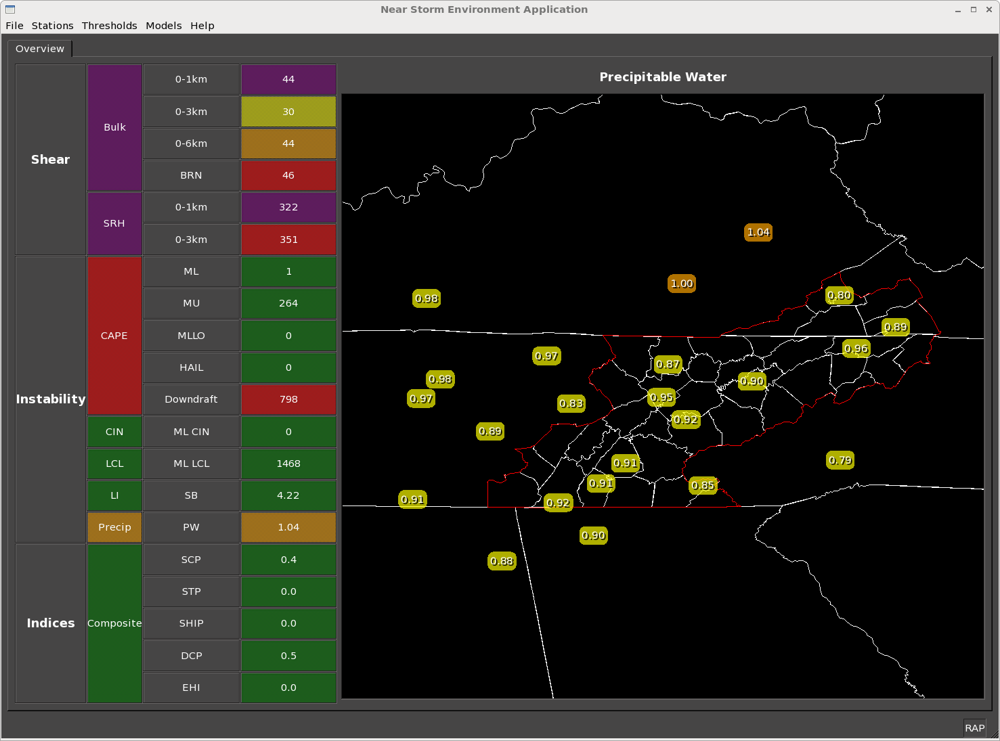 Near Storm Environment Application
File Stations Thresholds Models Help
Overview
Shear
Bulk
0-1km 44
0-3km 30
0-6km 44
BRN 46
SRH
0-1km 322
0-3km 351
Instability
CAPE
ML 1
MU 264
MLLO 0
HAIL 0
Downdraft 798
CIN ML CIN 0
LCL ML LCL 1468
LI SB 4.22
Precip PW 1.04
Indices
Composite
SCP 0.4
STP 0.0
SHIP 0.0
DCP 0.5
EHI 0.0
Precipitable Water
1.04
1.00
0.98
0.80
0.89
0.96
0.97
0.87
0.98
0.90
0.97
0.95
0.83
0.92
0.89
0.91
0.79
0.91
0.85
0.91
0.92
0.90
0.88
RAP